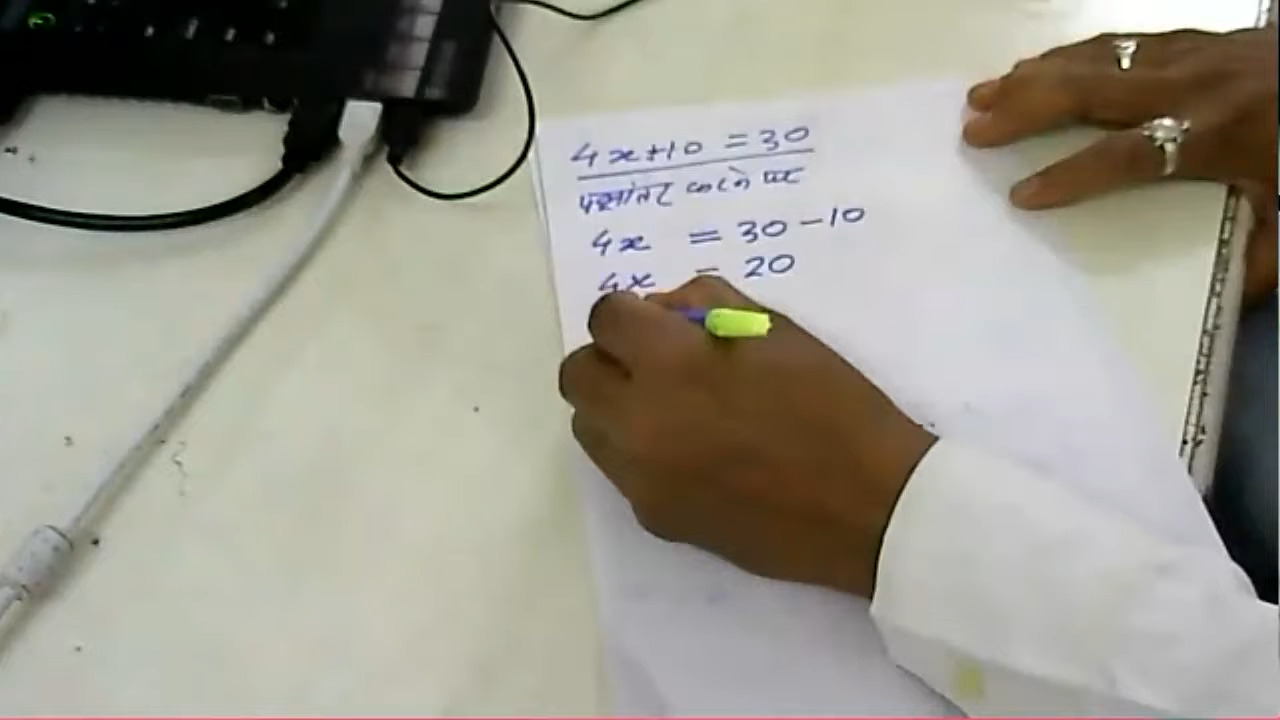 4x+10 = 30
पक्षांतर करने पर
4x = 30-10
4x = 20